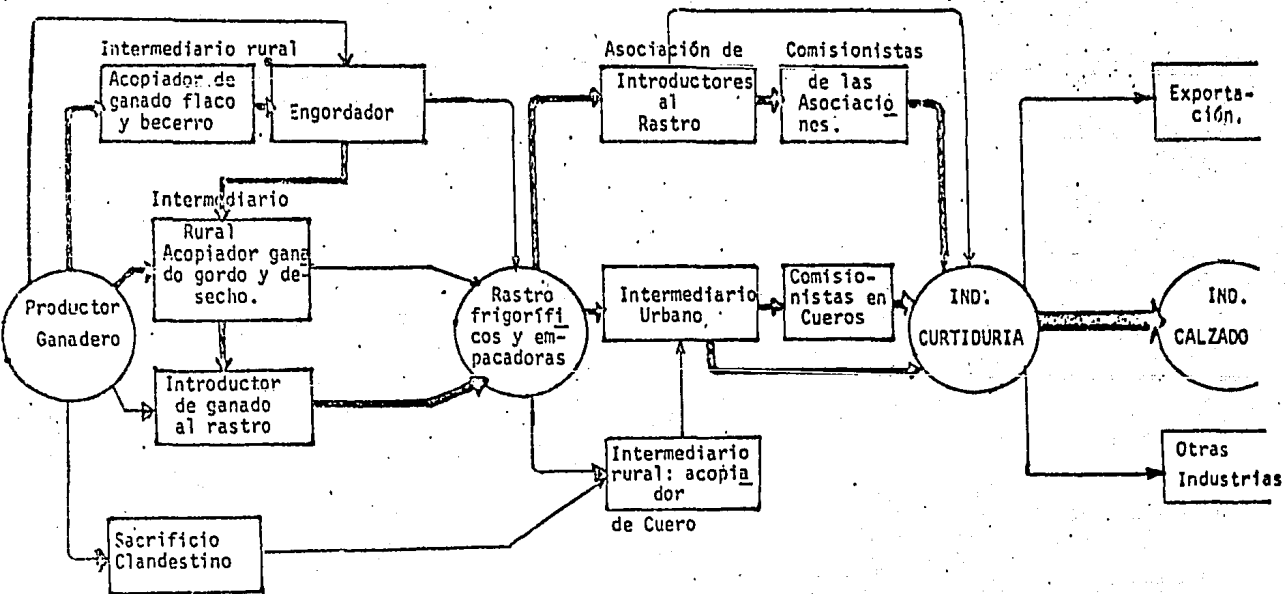 Intermediario rural
Acopiador de
ganado flaco
y becerro
Engordador
Intermediario
Rural
Acopiador gana
do gordo y de-
secho.
Productor
Ganadero
Introductor
de ganado
al rastro
Sacrificio
Clandestino
Rastro
frigorífi
cos y em-
pacadoras
Asociación de
Introductores
al
Rastro
Comisionistas
de las
Asociacio
nes.
Intermediario
Urbano
Comisio-
nistas en
Cueros
Intermediario
rural: acopia
dor
de Cuero
IND.
CURTIDURIA
Exporta-
ción.
IND.
CALZADO
Otras
Industrias